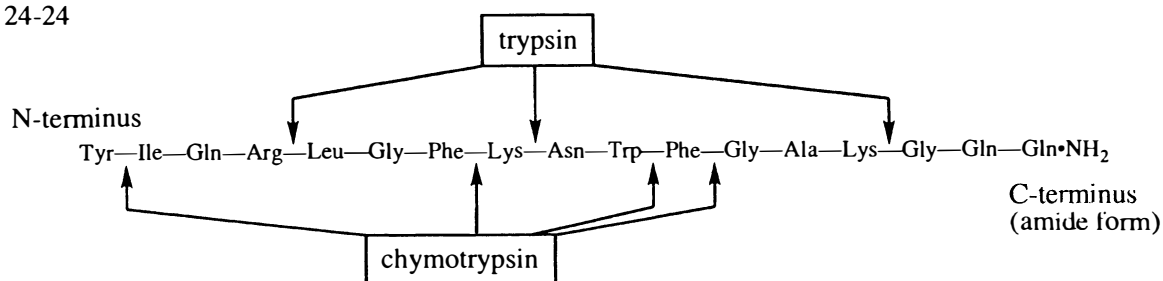 24-24
trypsin
N-terminus
Tyr—Ile—Gln—Arg—Leu—Gly—Phe—Lys—Asn—Trp—Phe—Gly—Ala—Lys—Gly—Gln—Gln•NH₂
C-terminus
(amide form)
chymotrypsin